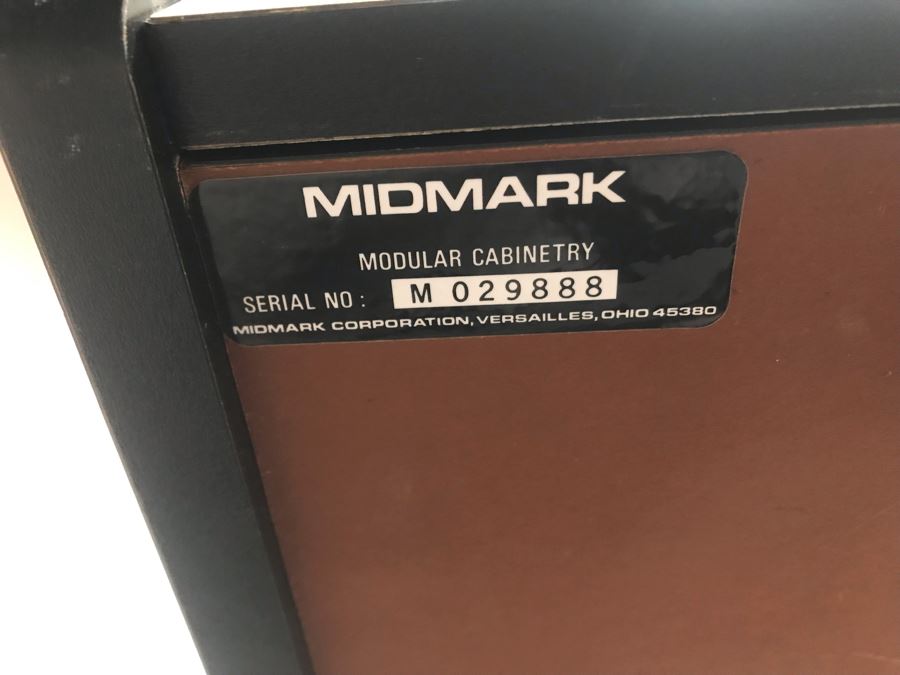 MIDMARK
MODULAR CABINETRY
SERIAL NO: M 029888
MIDMARK CORPORATION, VERSAILLES, OHIO 45380